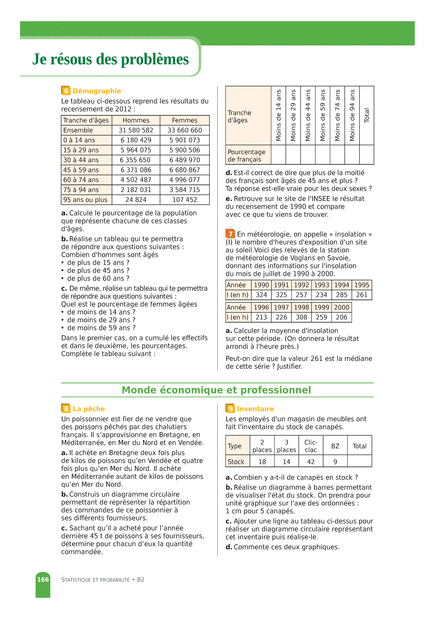 Je résous des problèmes
6 Démographie
Le tableau ci-dessous reprend les résultats du
recensement de 2012 :
Tranche d'âges Hommes Femmes
Ensemble 31 580 582 33 660 660
0 à 14 ans 6 180 429 5 901 073
15 à 29 ans 5 964 075 5 900 506
30 à 44 ans 6 355 650 6 489 970
45 à 59 ans 6 371 086 6 680 867
60 à 74 ans 4 502 487 4 996 077
75 à 94 ans 2 182 031 3 584 715
95 ans ou plus 24 824 107 452
a. Calcule le pourcentage de la population
que représente chacune de ces classes
d'âges.
b. Réalise un tableau qui te permettra
de répondre aux questions suivantes :
Combien d'hommes sont âgés
• de plus de 15 ans ?
• de plus de 45 ans ?
• de plus de 60 ans ?
c. De même, réalise un tableau qui te permettra
de répondre aux questions suivantes :
Quel est le pourcentage de femmes âgées
• de moins de 14 ans ?
• de moins de 29 ans ?
• de moins de 59 ans ?
Dans le premier cas, on a cumulé les effectifs
et dans le deuxième, les pourcentages.
Complète le tableau suivant :
Tranche
d'âges
Moins de 14 ans
Moins de 29 ans
Moins de 44 ans
Moins de 59 ans
Moins de 74 ans
Moins de 94 ans
Total
Pourcentage
de français
d. Est-il correct de dire que plus de la moitié
des français sont âgés de 45 ans et plus ?
Ta réponse est-elle vraie pour les deux sexes ?
e. Retrouve sur le site de l'INSEE le résultat
du recensement de 1990 et compare
avec ce que tu viens de trouver.
7 En météorologie, on appelle « insolation »
(I) le nombre d'heures d'exposition d'un site
au soleil. Voici des relevés de la station
de météorologie de Voglans en Savoie,
donnant des informations sur l'insolation
du mois de juillet de 1990 à 2000.
Année 1990 1991 1992 1993 1994 1995
I (en h) 324 325 257 234 285 261
Année 1996 1997 1998 1999 2000
I (en h) 213 226 308 259 206
a. Calculer la moyenne d'insolation
sur cette période. (On donnera le résultat
arrondi à l'heure près.)
Peut-on dire que la valeur 261 est la médiane
de cette série ? Justifier.
Monde économique et professionnel
8 La pêche
Un poissonnier est fier de ne vendre que
des poissons pêchés par des chalutiers
français. Il s'approvisionne en Bretagne, en
Méditerranée, en Mer du Nord et en Vendée.
a. Il achète en Bretagne deux fois plus
de kilos de poissons qu'en Vendée et quatre
fois plus qu'en Mer du Nord. Il achète
en Méditerranée autant de kilos de poissons
qu'en Mer du Nord.
b. Construis un diagramme circulaire
permettant de représenter la répartition
des commandes de ce poissonnier à
ses différents fournisseurs.
c. Sachant qu'il a acheté pour l'année
dernière 45 t de poissons à ses fournisseurs,
détermine pour chacun d'eux la quantité
commandée.
9 Inventaire
Les employés d'un magasin de meubles ont
fait l'inventaire du stock de canapés.
Type 2 places 3 places Clic-clac BZ Total
Stock 18 14 42 9
a. Combien y a-t-il de canapés en stock ?
b. Réalise un diagramme à barres permettant
de visualiser l'état du stock. On prendra pour
unité graphique sur l'axe des ordonnées :
1 cm pour 5 canapés.
c. Ajouter une ligne au tableau ci-dessus pour
réaliser un diagramme circulaire représentant
cet inventaire puis réalise-le.
d. Commente ces deux graphiques.
166 STATISTIQUE ET PROBABILITÉ • B2